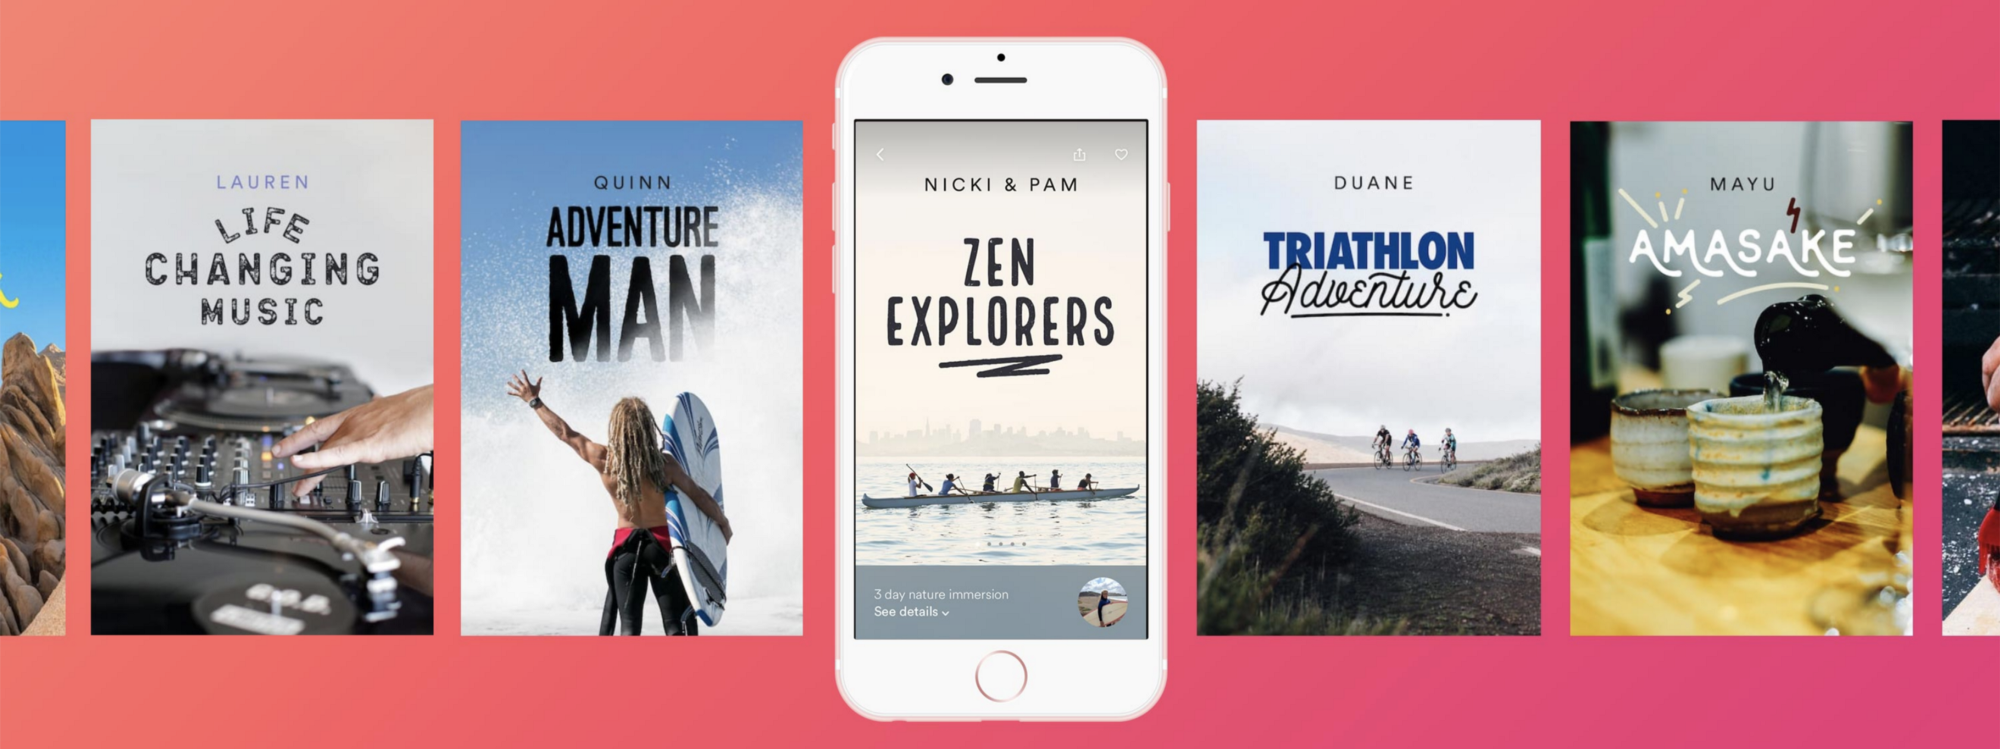 LAUREN
LIFE
CHANGING
MUSIC
QUINN
ADVENTURE
MAN
NICKI & PAM
ZEN
EXPLORERS
3 day nature immersion
See details
DUANE
TRIATHLON
Adventure
MAYU
AMASAKE